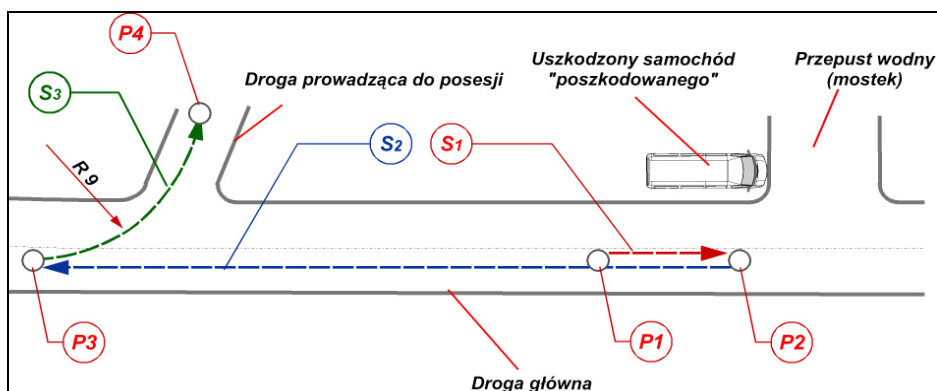 P4
Uszkodzony samochód
"poszkodowanego"
Przepust wodny
(mostek)
Droga prowadząca do posesji
S3
S2
S1
R 9
P3
P1
P2
Droga główna